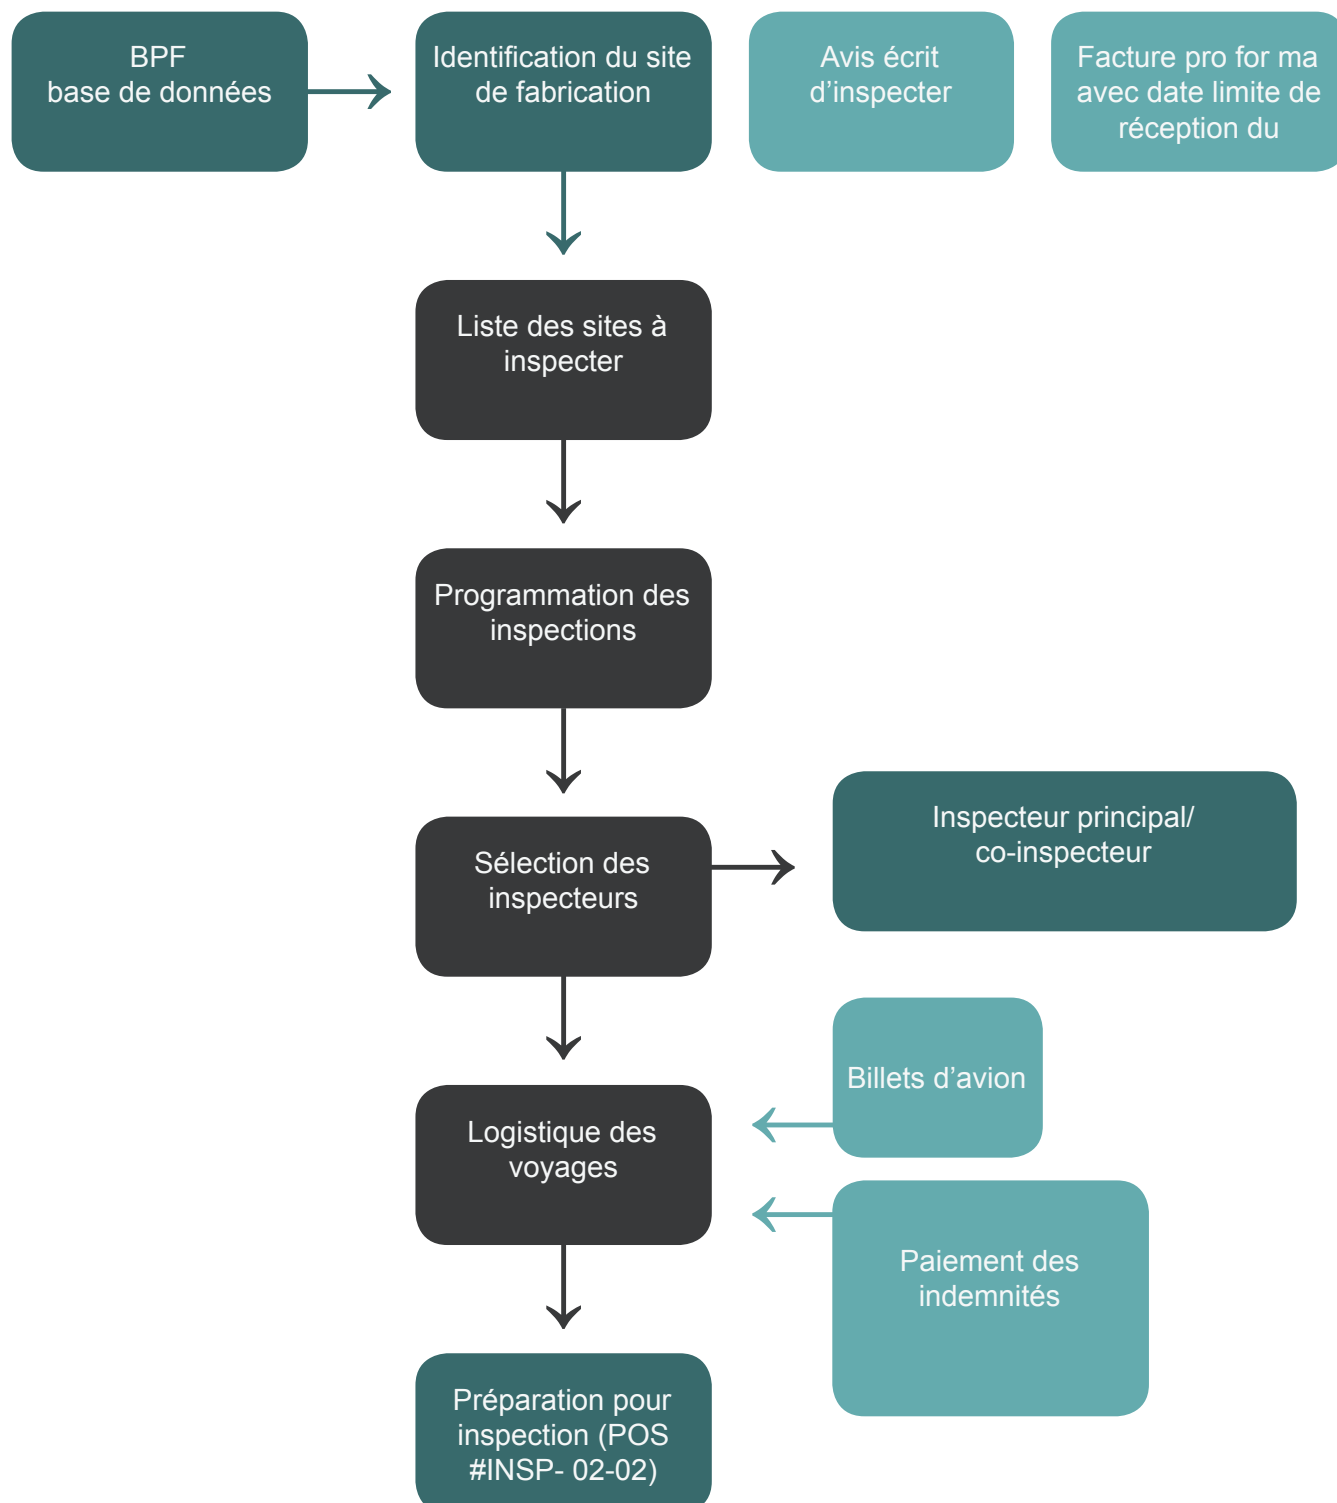 BPF
base de données
Identification du site
de fabrication
Avis écrit
d’inspecter
Facture pro for ma
avec date limite de
réception du
Liste des sites à
inspecter
Programmation des
inspections
Sélection des
inspecteurs
Inspecteur principal/
co-inspecteur
Billets d’avion
Logistique des
voyages
Paiement des
indemnités
Préparation pour
inspection (POS
#INSP- 02-02)